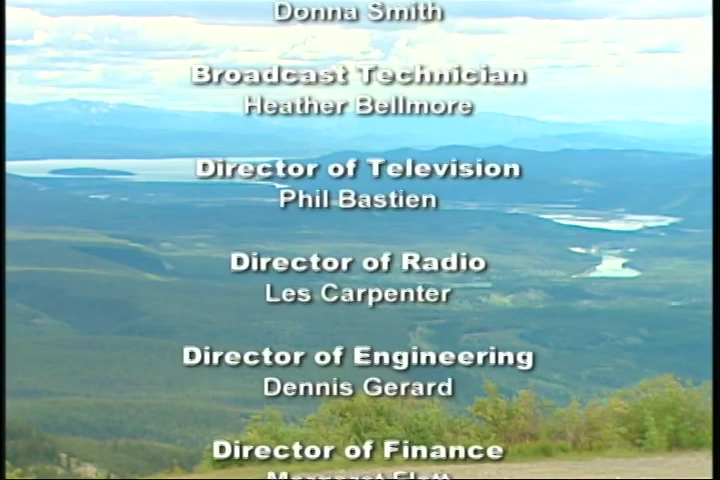 Donna Smith
Broadcast Technician
Heather Bellmore
Director of Television
Phil Bastien
Director of Radio
Les Carpenter
Director of Engineering
Dennis Gerard
Director of Finance